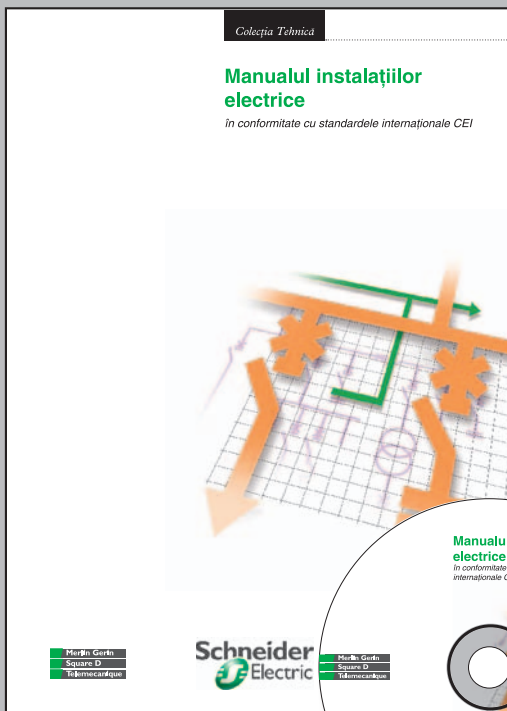 Colecția Tehnică
Manualul instalațiilor
electrice
în conformitate cu standardele internaționale CEI
Manualu
electrice
în conformitate
internaționale C
Merlin Gerin
Square D
Telemecanique
Schneider
Electric
Merlin Gerin
Square D
Telemecanique